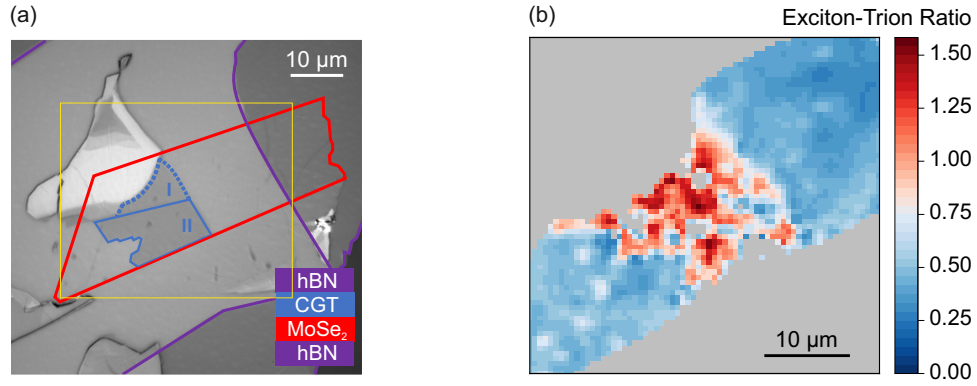 (a)
10 μm
I
II
hBN
CGT
MoSe₂
hBN
(b)
Exciton-Trion Ratio
1.50
1.25
1.00
0.75
0.50
0.25
0.00
10 μm